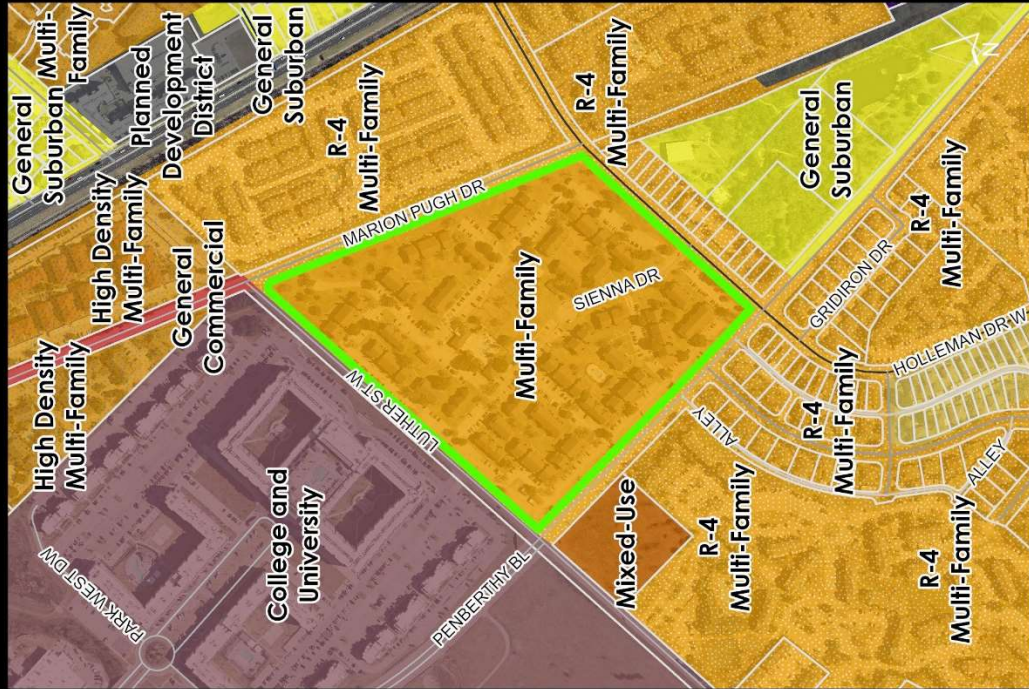 General
Suburban
Multi-
Family
Planned
Development
District
General
Suburban
High Density
Multi-Family
General
Commercial
High Density
Multi-Family
R-4
Multi-Family
MARION PUGH DR
R-4
Multi-Family
N
General
Suburban
Multi-Family
SIENNA DR
LUTHER ST W
College and
University
PARK WEST DW
PENBERTHY BL
Mixed-Use
R-4
Multi-Family
ALLEY
R-4
Multi-Family
GRIDIRON DR
R-4
Multi-Family
HOLLEMAN DR W
ALLEY
R-4
Multi-Family